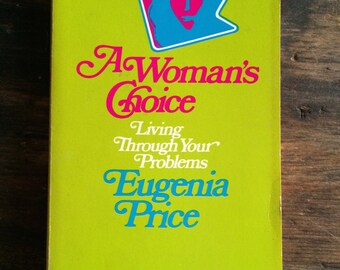 A Woman's
Choice
Living
Through Your
Problems
Eugenia
Price